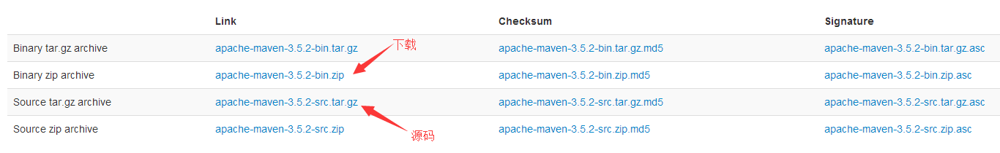 Link Checksum Signature
Binary tar.gz archive apache-maven-3.5.2-bin.tar.gz 下载 apache-maven-3.5.2-bin.tar.gz.md5 apache-maven-3.5.2-bin.tar.gz.asc
Binary zip archive apache-maven-3.5.2-bin.zip apache-maven-3.5.2-bin.zip.md5 apache-maven-3.5.2-bin.zip.asc
Source tar.gz archive apache-maven-3.5.2-src.tar.gz apache-maven-3.5.2-src.tar.gz.md5 apache-maven-3.5.2-src.tar.gz.asc
Source zip archive apache-maven-3.5.2-src.zip 源码 apache-maven-3.5.2-src.zip.md5 apache-maven-3.5.2-src.zip.asc